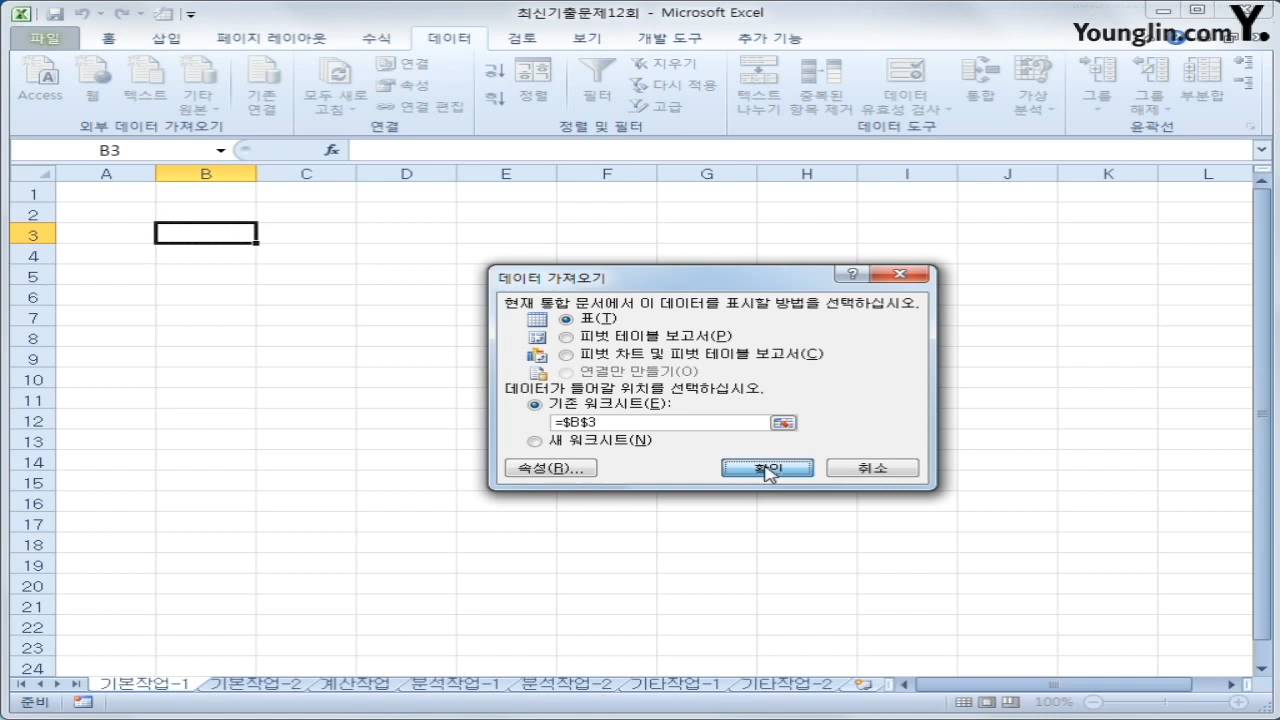 최신기출문제12회 - Microsoft Excel
Younglin.com Y.
파일 홈 삽입 페이지 레이아웃 수식 데이터 검토 보기 개발 도구 추가 기능
Access 웹 텍스트 기타 원본 기존 연결 모두 새로 고침 연결 속성 연결 편집 정렬 필터 지우기 다시 적용 고급 텍스트 나누기 중복된 항목 제거 데이터 유효성 검사 통합 가상 분석 그룹 그룹 해제 부분합
외부 데이터 가져오기 연결 정렬 및 필터 데이터 도구 윤곽선
B3 fx
A B C D E F G H I J K L
1
2
3
4
5
6
7
8
9
10
11
12
13
14
15
16
17
18
19
20
21
22
23
24
데이터 가져오기
현재 통합 문서에서 이 데이터를 표시할 방법을 선택하십시오.
표(T)
피벗 테이블 보고서(P)
피벗 차트 및 피벗 테이블 보고서(C)
연결만 만들기(O)
데이터가 들어갈 위치를 선택하십시오.
기존 워크시트(E):
=$B$3
새 워크시트(N)
속성(R)... 확인 취소
기본작업-1 기본작업-2 계산작업 분석작업-1 분석작업-2 기타작업-1 기타작업-2
준비 100%